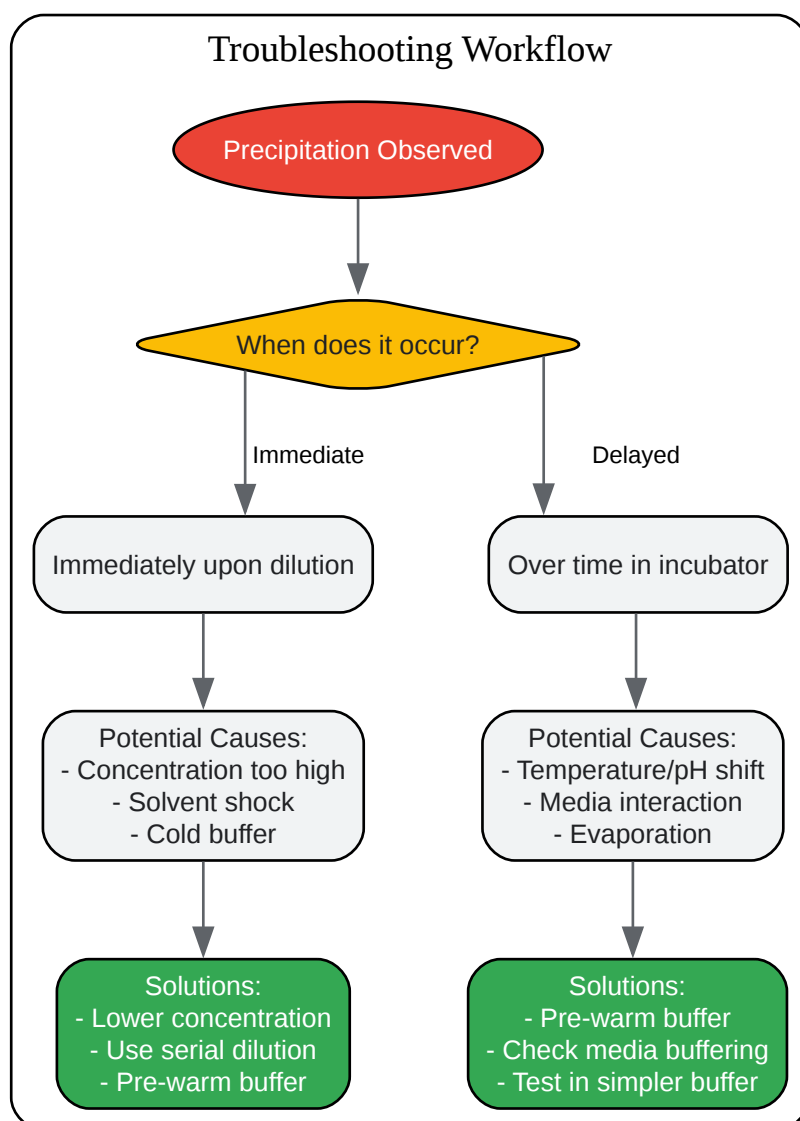 Troubleshooting Workflow
Precipitation Observed
When does it occur?
Immediate
Delayed
Immediately upon dilution
Over time in incubator
Potential Causes:
- Concentration too high
- Solvent shock
- Cold buffer
Potential Causes:
- Temperature/pH shift
- Media interaction
- Evaporation
Solutions:
- Lower concentration
- Use serial dilution
- Pre-warm buffer
Solutions:
- Pre-warm buffer
- Check media buffering
- Test in simpler buffer